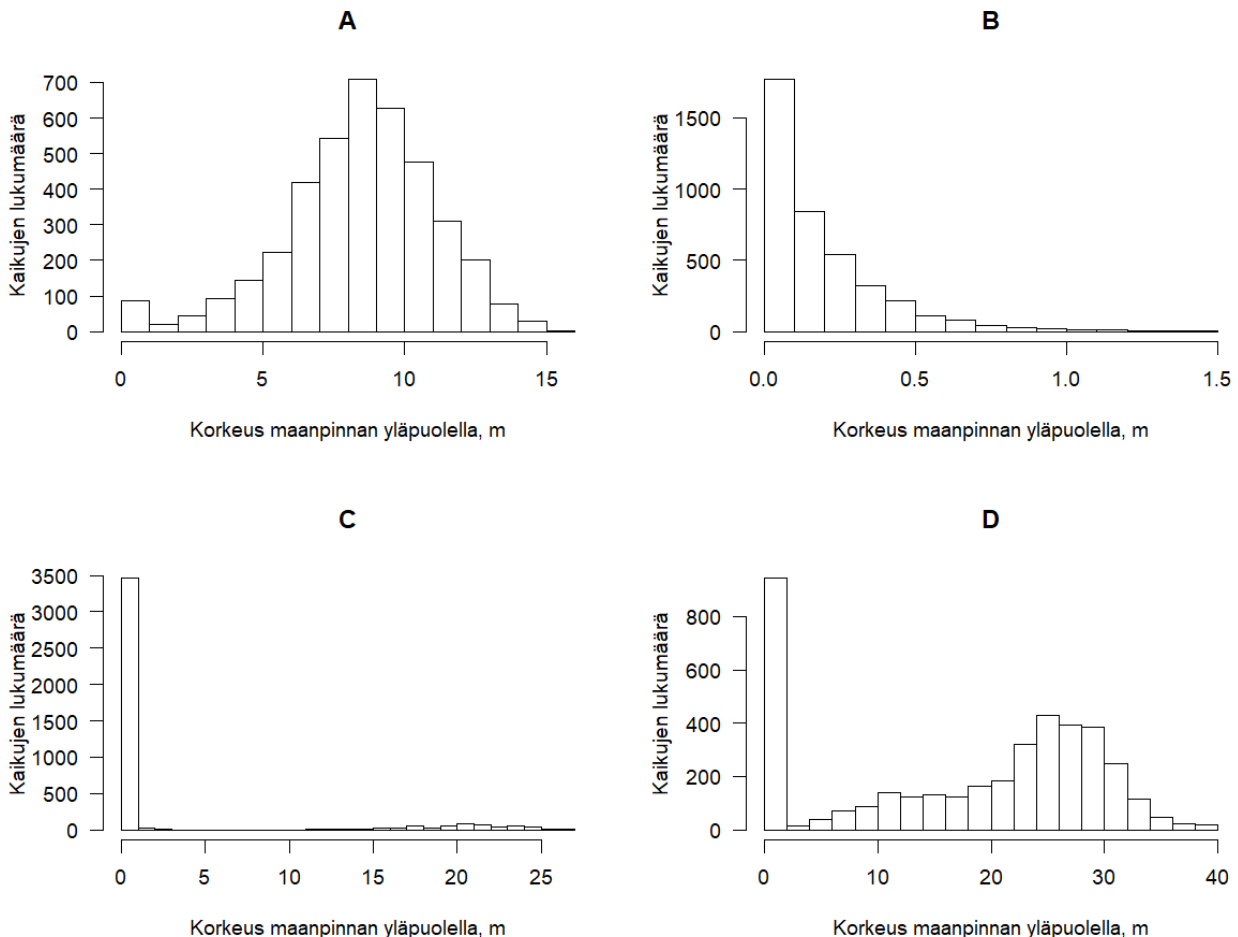 A
Kaikujen lukumäärä
700
600
500
400
300
200
100
0
0 5 10 15
Korkeus maanpinnan yläpuolella, m
B
Kaikujen lukumäärä
1500
1000
500
0
0.0 0.5 1.0 1.5
Korkeus maanpinnan yläpuolella, m
C
Kaikujen lukumäärä
3500
3000
2500
2000
1500
1000
500
0
0 5 10 15 20 25
Korkeus maanpinnan yläpuolella, m
D
Kaikujen lukumäärä
800
600
400
200
0
0 10 20 30 40
Korkeus maanpinnan yläpuolella, m